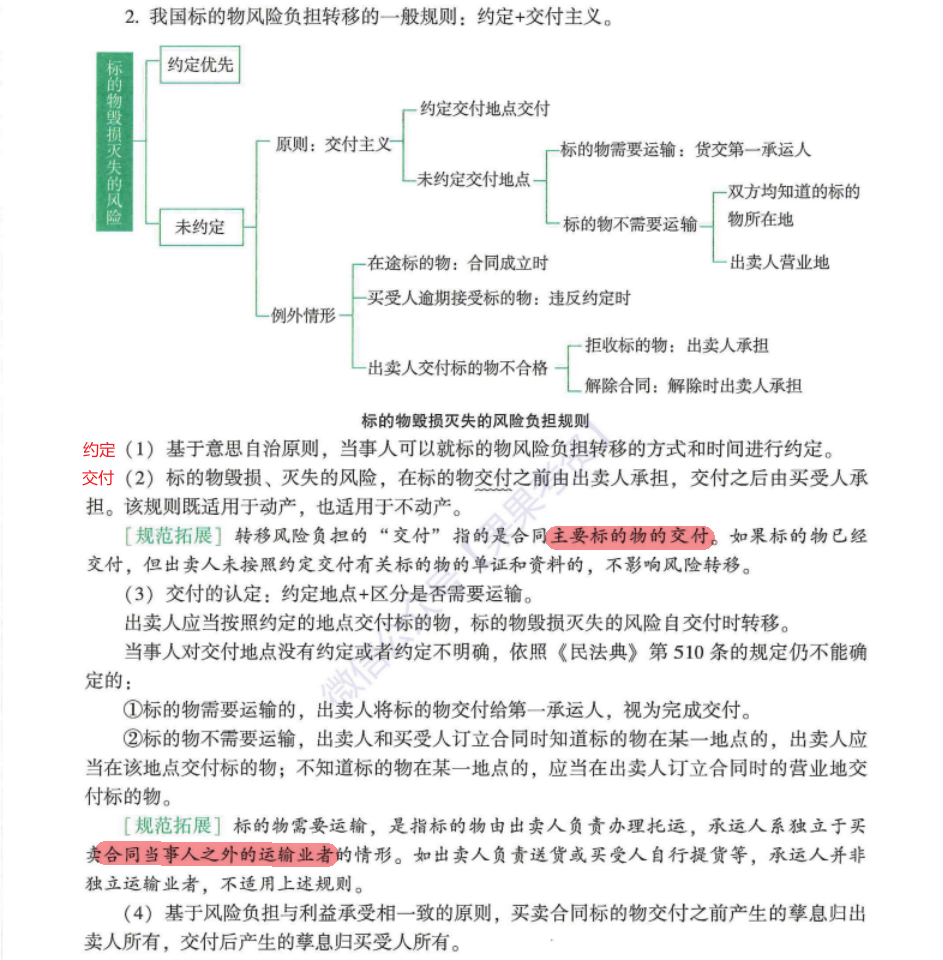 2. 我国标的物风险负担转移的一般规则：约定+交付主义。
标的物毁损灭失的风险
约定优先
未约定
原则：交付主义
约定交付地点交付
未约定交付地点
标的物需要运输：货交第一承运人
标的物不需要运输
双方均知道的标的
物所在地
出卖人营业地
例外情形
在途标的物：合同成立时
买受人逾期接受标的物：违反约定时
出卖人交付标的物不合格
拒收标的物：出卖人承担
解除合同：解除时出卖人承担
标的物毁损灭失的风险负担规则
约定 （1）基于意思自治原则，当事人可以就标的物风险负担转移的方式和时间进行约定。
交付 （2）标的物毁损、灭失的风险，在标的物交付之前由出卖人承担，交付之后由买受人承
担。该规则既适用于动产，也适用于不动产。
［规范拓展］转移风险负担的“交付”指的是合同主要标的物的交付。如果标的物已经
交付，但出卖人未按照约定交付有关标的物的单证和资料的，不影响风险转移。
（3）交付的认定：约定地点+区分是否需要运输。
出卖人应当按照约定的地点交付标的物，标的物毁损灭失的风险自交付时转移。
当事人对交付地点没有约定或者约定不明确，依照《民法典》第 510 条的规定仍不能确
定的：
①标的物需要运输的，出卖人将标的物交付给第一承运人，视为完成交付。
②标的物不需要运输，出卖人和买受人订立合同时知道标的物在某一地点的，出卖人应
当在该地点交付标的物；不知道标的物在某一地点的，应当在出卖人订立合同时的营业地交
付标的物。
［规范拓展］标的物需要运输，是指标的物由出卖人负责办理托运，承运人系独立于买
卖合同当事人之外的运输业者的情形。如出卖人负责送货或买受人自行提货等，承运人并非
独立运输业者，不适用上述规则。
（4）基于风险负担与利益承受相一致的原则，买卖合同标的物交付之前产生的孳息归出
卖人所有，交付后产生的孳息归买受人所有。